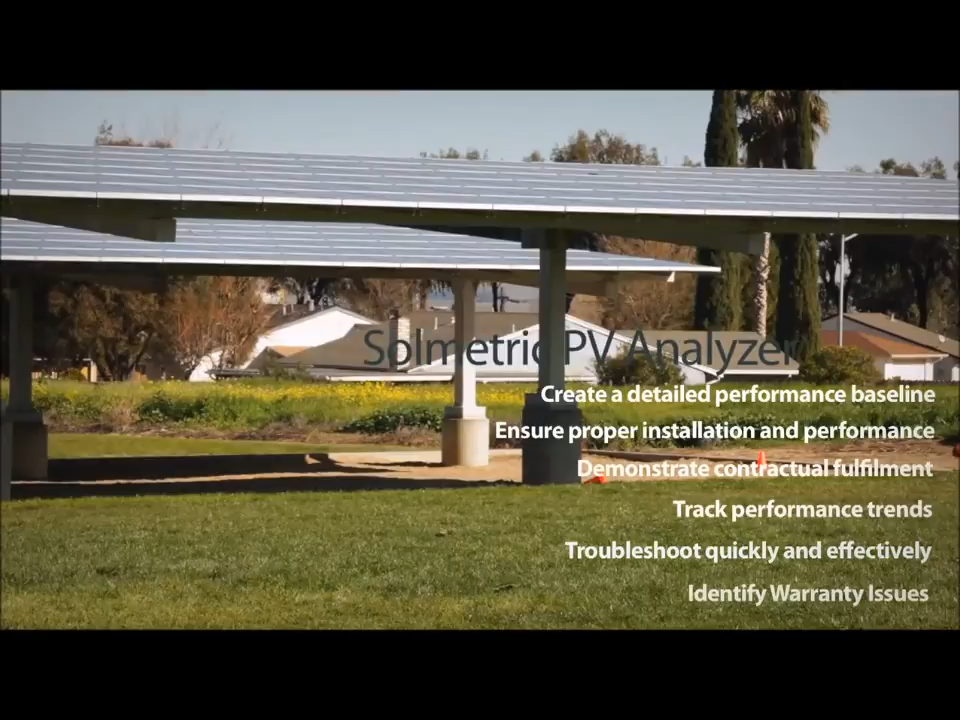 Solmetric PV Analyzer
Create a detailed performance baseline
Ensure proper installation and performance
Demonstrate contractual fulfilment
Track performance trends
Troubleshoot quickly and effectively
Identify Warranty Issues